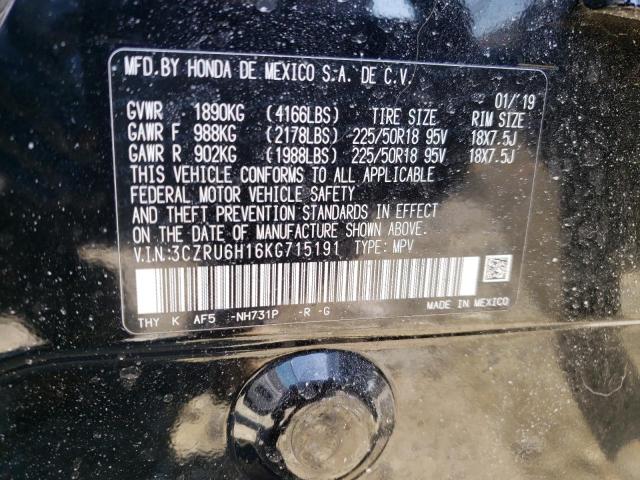 MFD.BY HONDA DE MEXICO S.A. DE C.V.
01/'19
GVWR 1890KG (4166LBS) TIRE SIZE RIM SIZE
GAWR F 988KG (2178LBS) 225/50R18 95V 18X7.5J
GAWR R 902KG (1988LBS) 225/50R18 95V 18X7.5J
THIS VEHICLE CONFORMS TO ALL APPLICABLE
FEDERAL MOTOR VEHICLE SAFETY
AND THEFT PREVENTION STANDARDS IN EFFECT
ON THE DATE OF MANUFACTURE SHOWN ABOVE.
V.I.N:3CZRU6H16KG715191 TYPE: MPV
THY K AF5 -NH731P -R -G MADE IN MEXICO